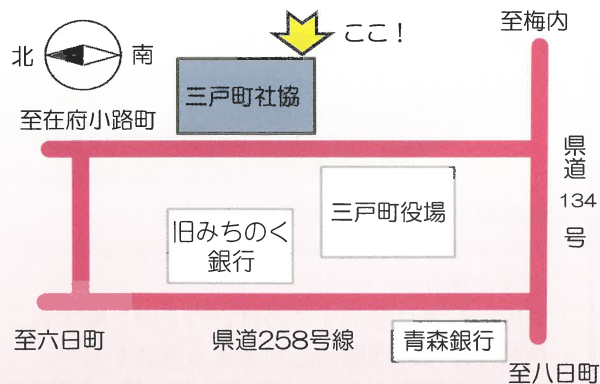 至梅内
ここ！
北
南
三戸町社協
至在府小路町
県道
134
号
三戸町役場
旧みちのく
銀行
至六日町
県道258号線
青森銀行
至八日町